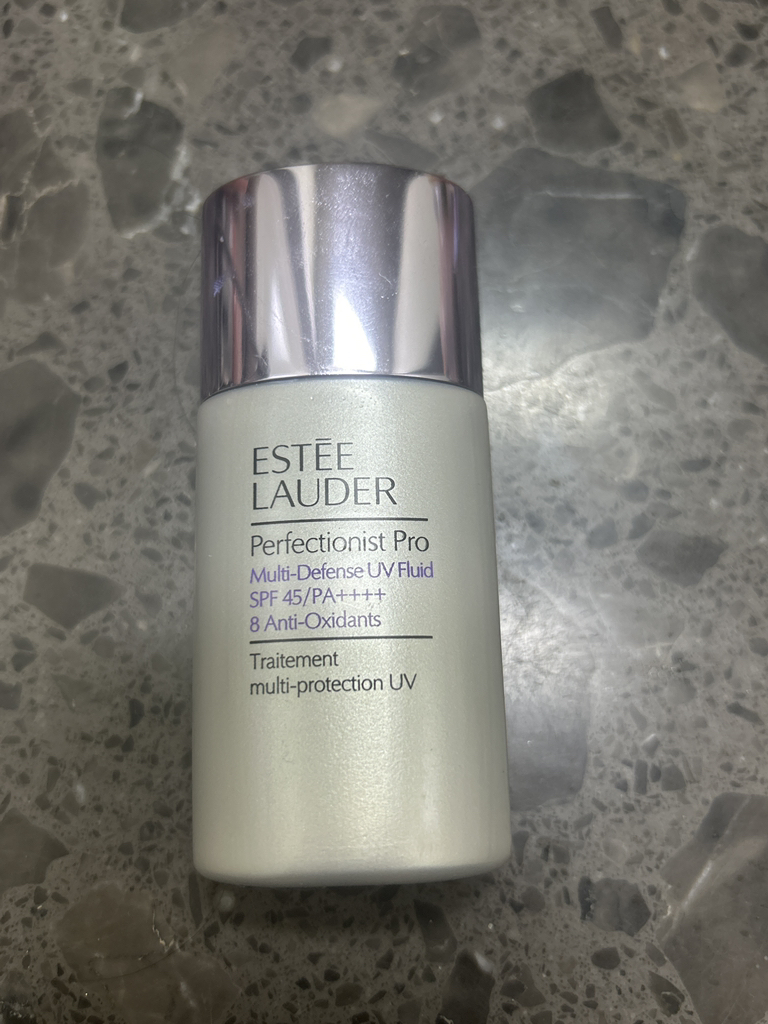 ESTĒE
LAUDER
Perfectionist Pro
Multi-Defense UV Fluid
SPF 45/PA++++
8 Anti-Oxidants
Traitement
multi-protection UV